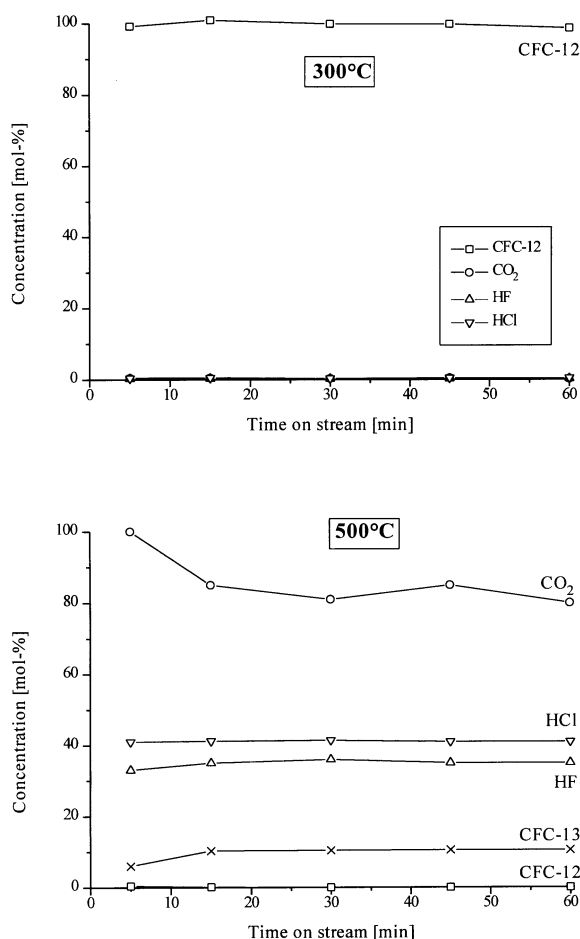 100
CFC-12
300°C
80
60
Concentration [mol-%]
40
CFC-12
CO2
HF
HCl
20
0
0 10 20 30 40 50 60
Time on stream [min]
100
500°C
CO2
80
60
Concentration [mol-%]
HCl
40
HF
20
CFC-13
CFC-12
0
0 10 20 30 40 50 60
Time on stream [min]